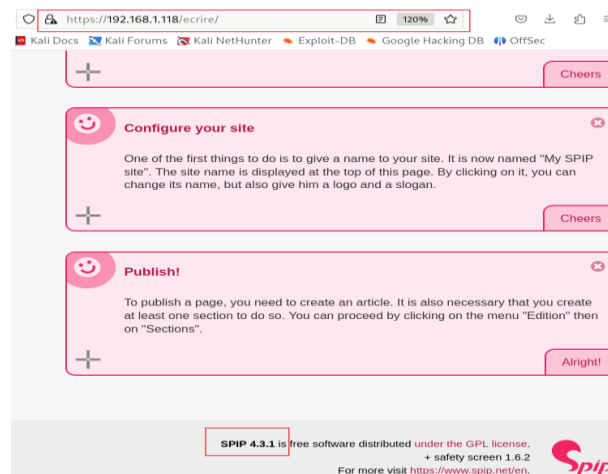 https://192.168.1.118/ecrire/ 120%
Kali Docs Kali Forums Kali NetHunter Exploit-DB Google Hacking DB OffSec
Cheers
Configure your site
One of the first things to do is to give a name to your site. It is now named "My SPIP
site". The site name is displayed at the top of this page. By clicking on it, you can
change its name, but also give him a logo and a slogan.
Cheers
Publish!
To publish a page, you need to create an article. It is also necessary that you create
at least one section to do so. You can proceed by clicking on the menu "Edition" then
on "Sections".
Alright!
SPIP 4.3.1 is free software distributed under the GPL license.
+ safety screen 1.6.2
For more visit https://www.spip.net/en.
Spip